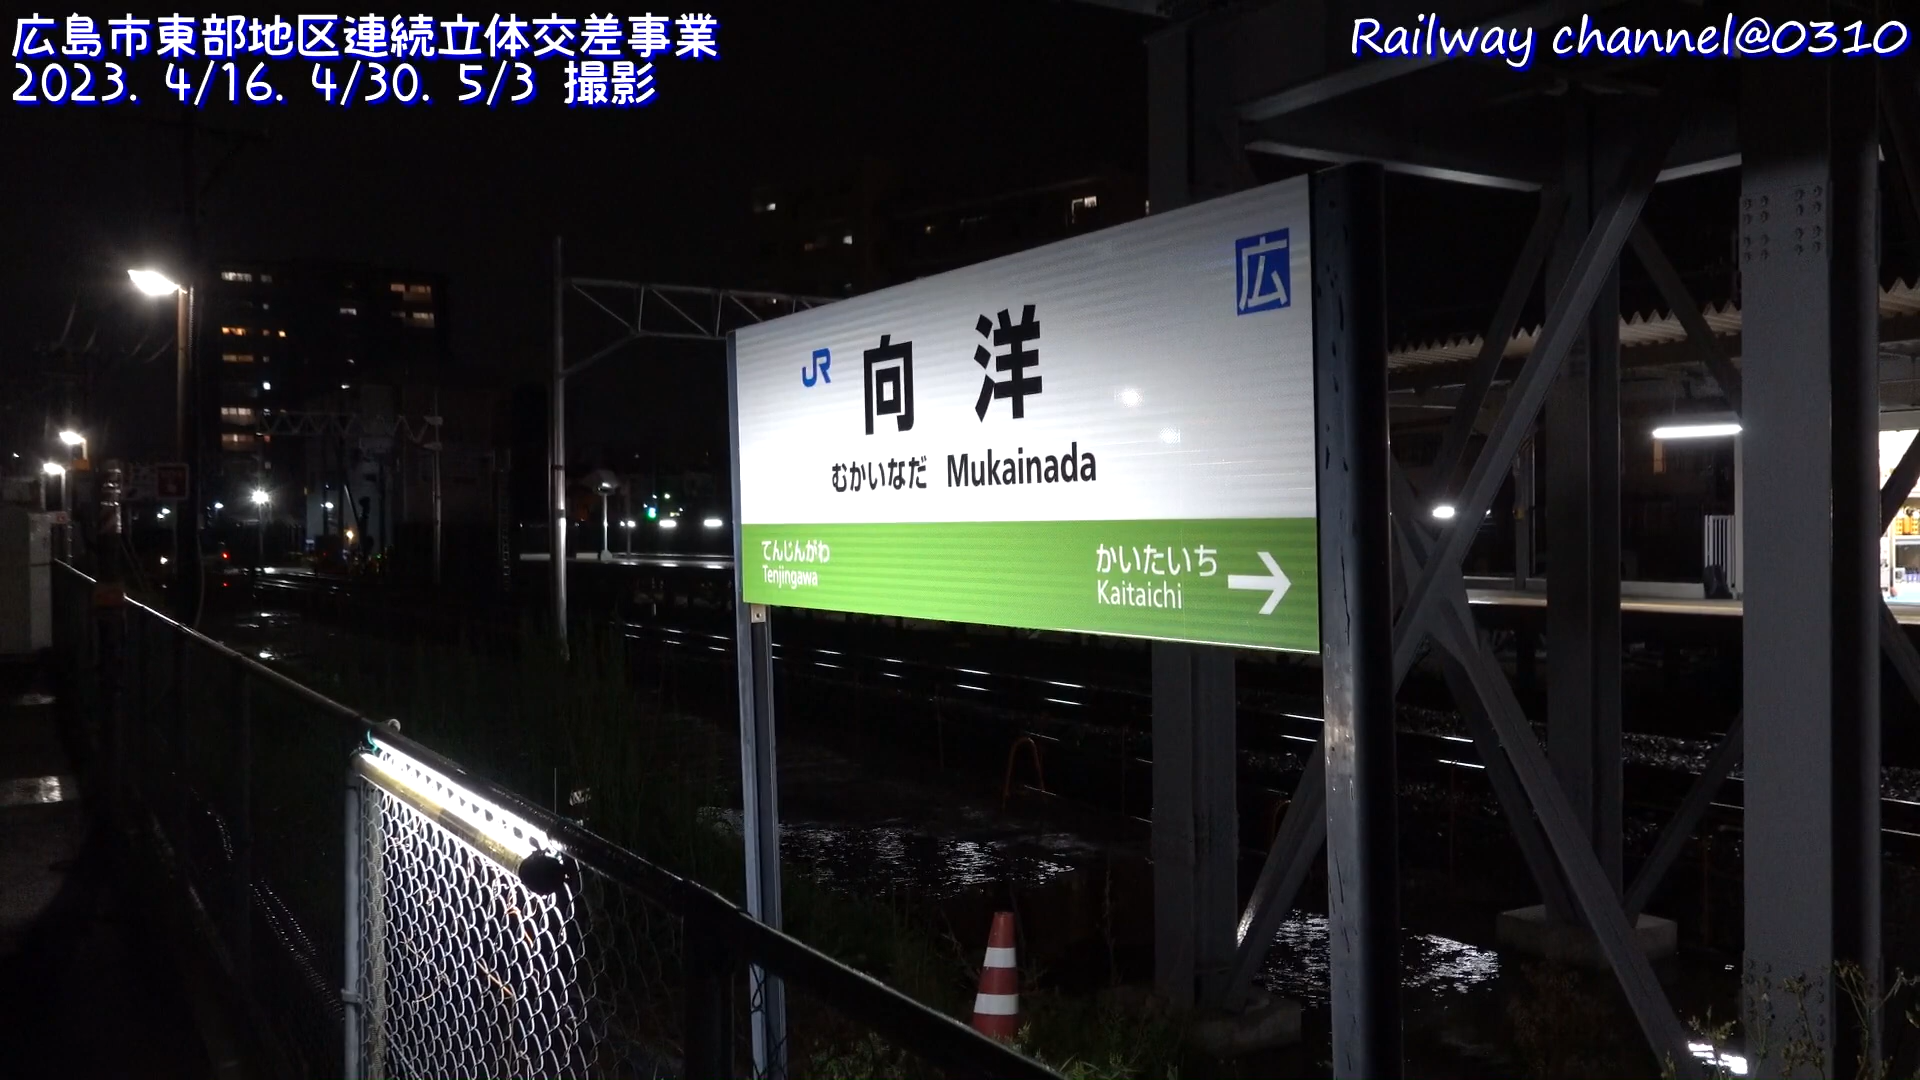 広島市東部地区連続立体交差事業
2023. 4/16. 4/30. 5/3 撮影
Railway channel@0310
広
JR 向洋
むかいなだ Mukainada
てんじんがわ
Tenjingawa
かいたいち
Kaitaichi